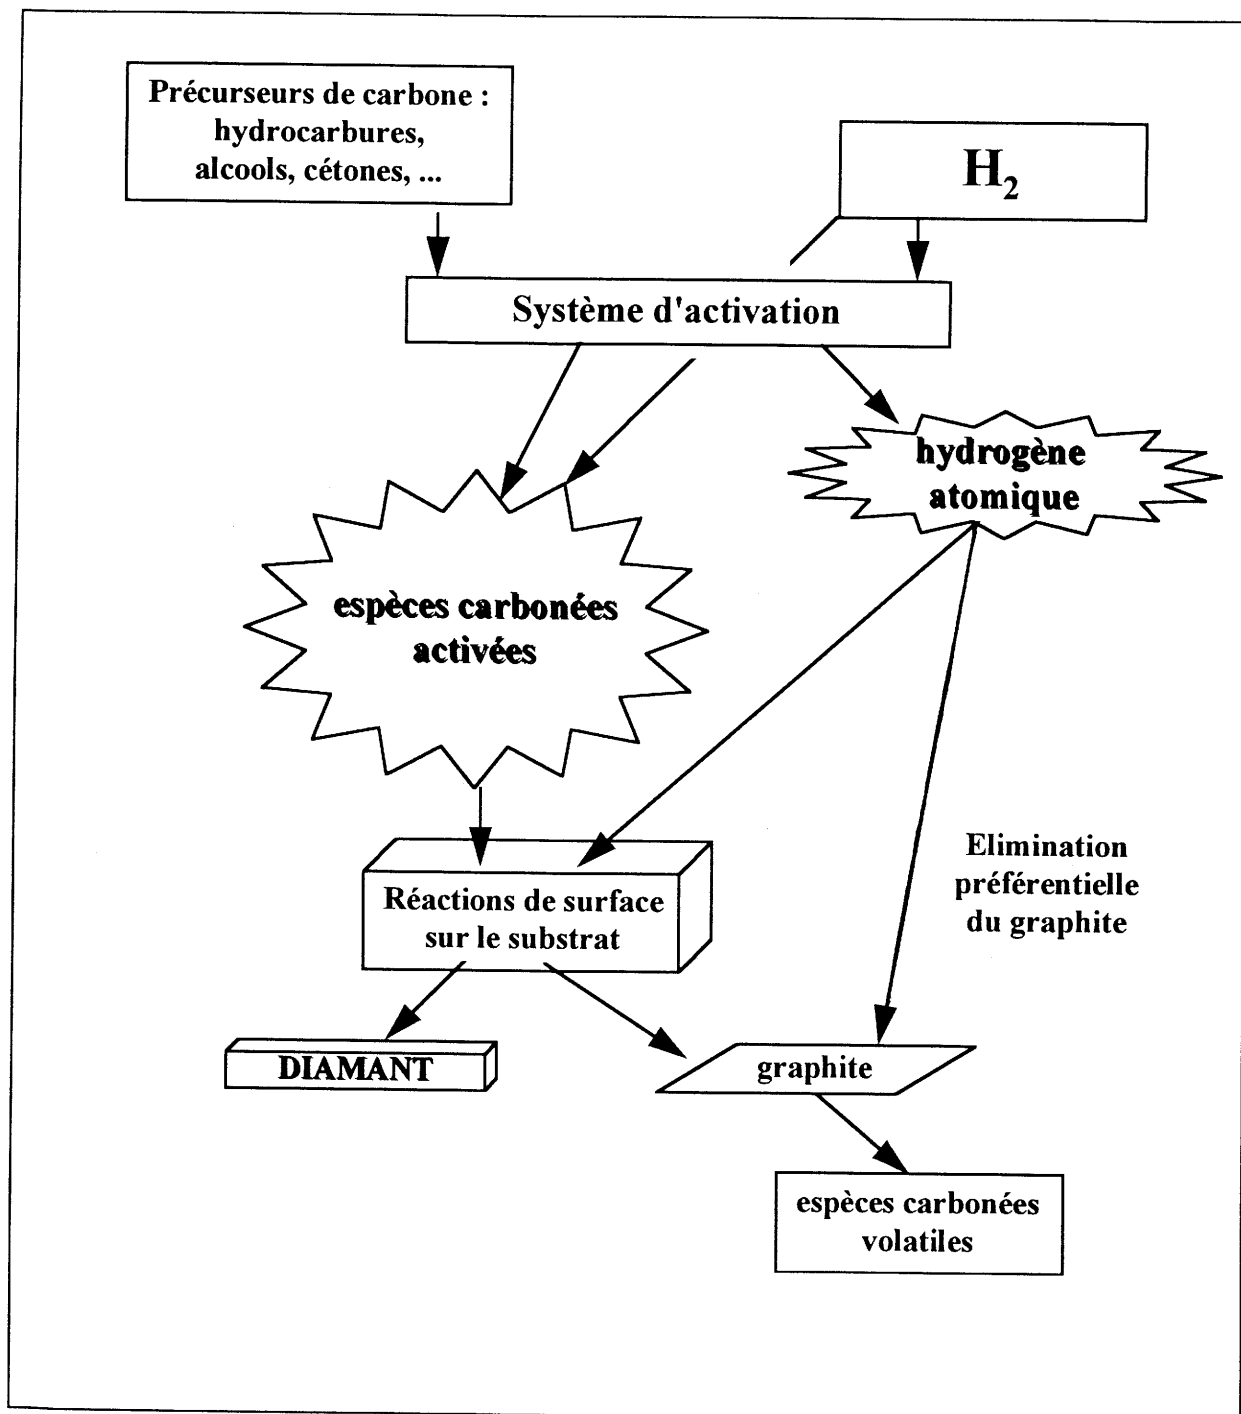 Précurseurs de carbone :
hydrocarbures,
alcools, cétones, ...
H₂
Système d'activation
hydrogène
atomique
espèces carbonées
activées
Elimination
préférentielle
du graphite
Réactions de surface
sur le substrat
DIAMANT
graphite
espèces carbonées
volatiles